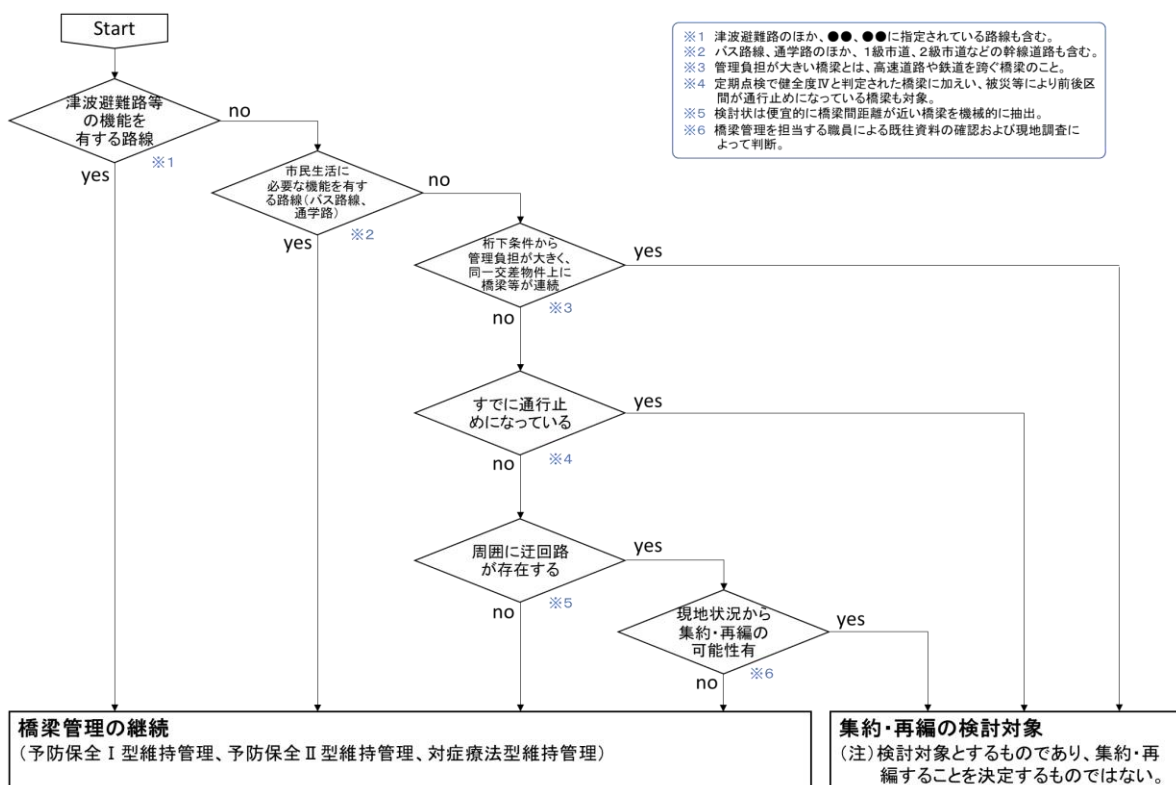 Start
※1 津波避難路のほか、●●、●●に指定されている路線も含む。
※2 バス路線、通学路のほか、1級市道、2級市道などの幹線道路も含む。
※3 管理負担が大きい橋梁とは、高速道路や鉄道を跨ぐ橋梁のこと。
※4 定期点検で健全度Ⅳと判定された橋梁に加えい、被災等により前後区
間が通行止めになっている橋梁も対象。
※5 検討状は便宜的に橋梁間距離が近い橋梁を機械的に抽出。
※6 橋梁管理を担当する職員による既往資料の確認および現地調査に
よって判断。
津波避難路等
の機能を
有する路線
※1
no
yes
市民生活に
必要な機能を有す
る路線(バス路線、
通学路)
※2
no
yes
桁下条件から
管理負担が大きく、
同一交差物件上に
橋梁等が連続
※3
yes
no
すでに通行止
めになっている
※4
yes
no
周囲に迂回路
が存在する
※5
yes
no
現地状況から
集約・再編の
可能性有
※6
yes
no
橋梁管理の継続
(予防保全Ⅰ型維持管理、予防保全Ⅱ型維持管理、対症療法型維持管理)
集約・再編の検討対象
(注)検討対象とするものであり、集約・再
編することを決定するものではない。